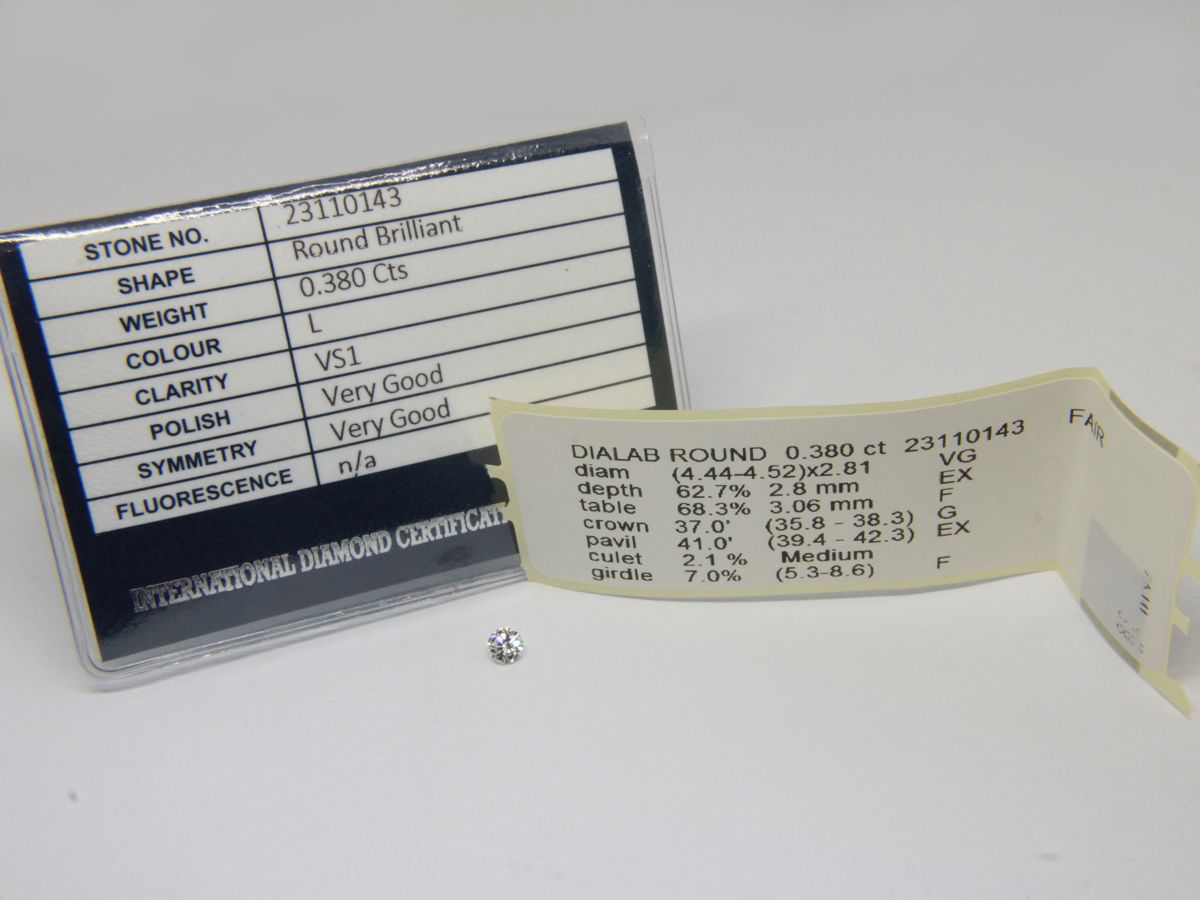 STONE NO. 23110143
SHAPE Round Brilliant
WEIGHT 0.380 Cts
COLOUR L
CLARITY VS1
POLISH Very Good
SYMMETRY Very Good
FLUORESCENCE n/a
INTERNATIONAL DIAMOND
DIALAB ROUND 0.380 ct 23110143 FAIR
diam (4.44-4.52)x2.81 VG
depth 62.7% 2.8 mm EX
table 68.3% 3.06 mm F
crown 37.0' (35.8 - 38.3) G
pavil 41.0' (39.4 - 42.3) EX
culet 2.1 % Medium
girdle 7.0% (5.3-8.6) F